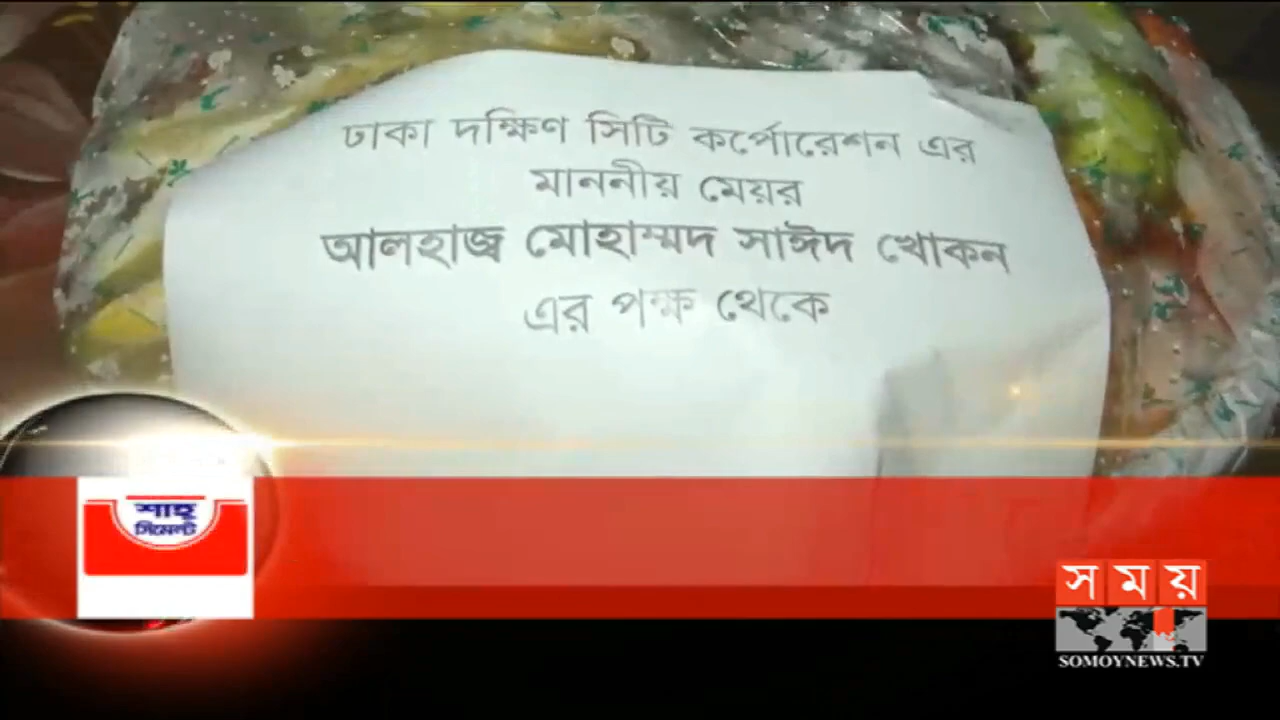 ঢাকা দক্ষিণ সিটি কর্পোরেশন এর
মাননীয় মেয়র
আলহাজ্ব মোহাম্মদ সাঈদ খোকন
এর পক্ষ থেকে
শাহ্
সিমেন্ট
সময়
SOMOYNEWS.TV